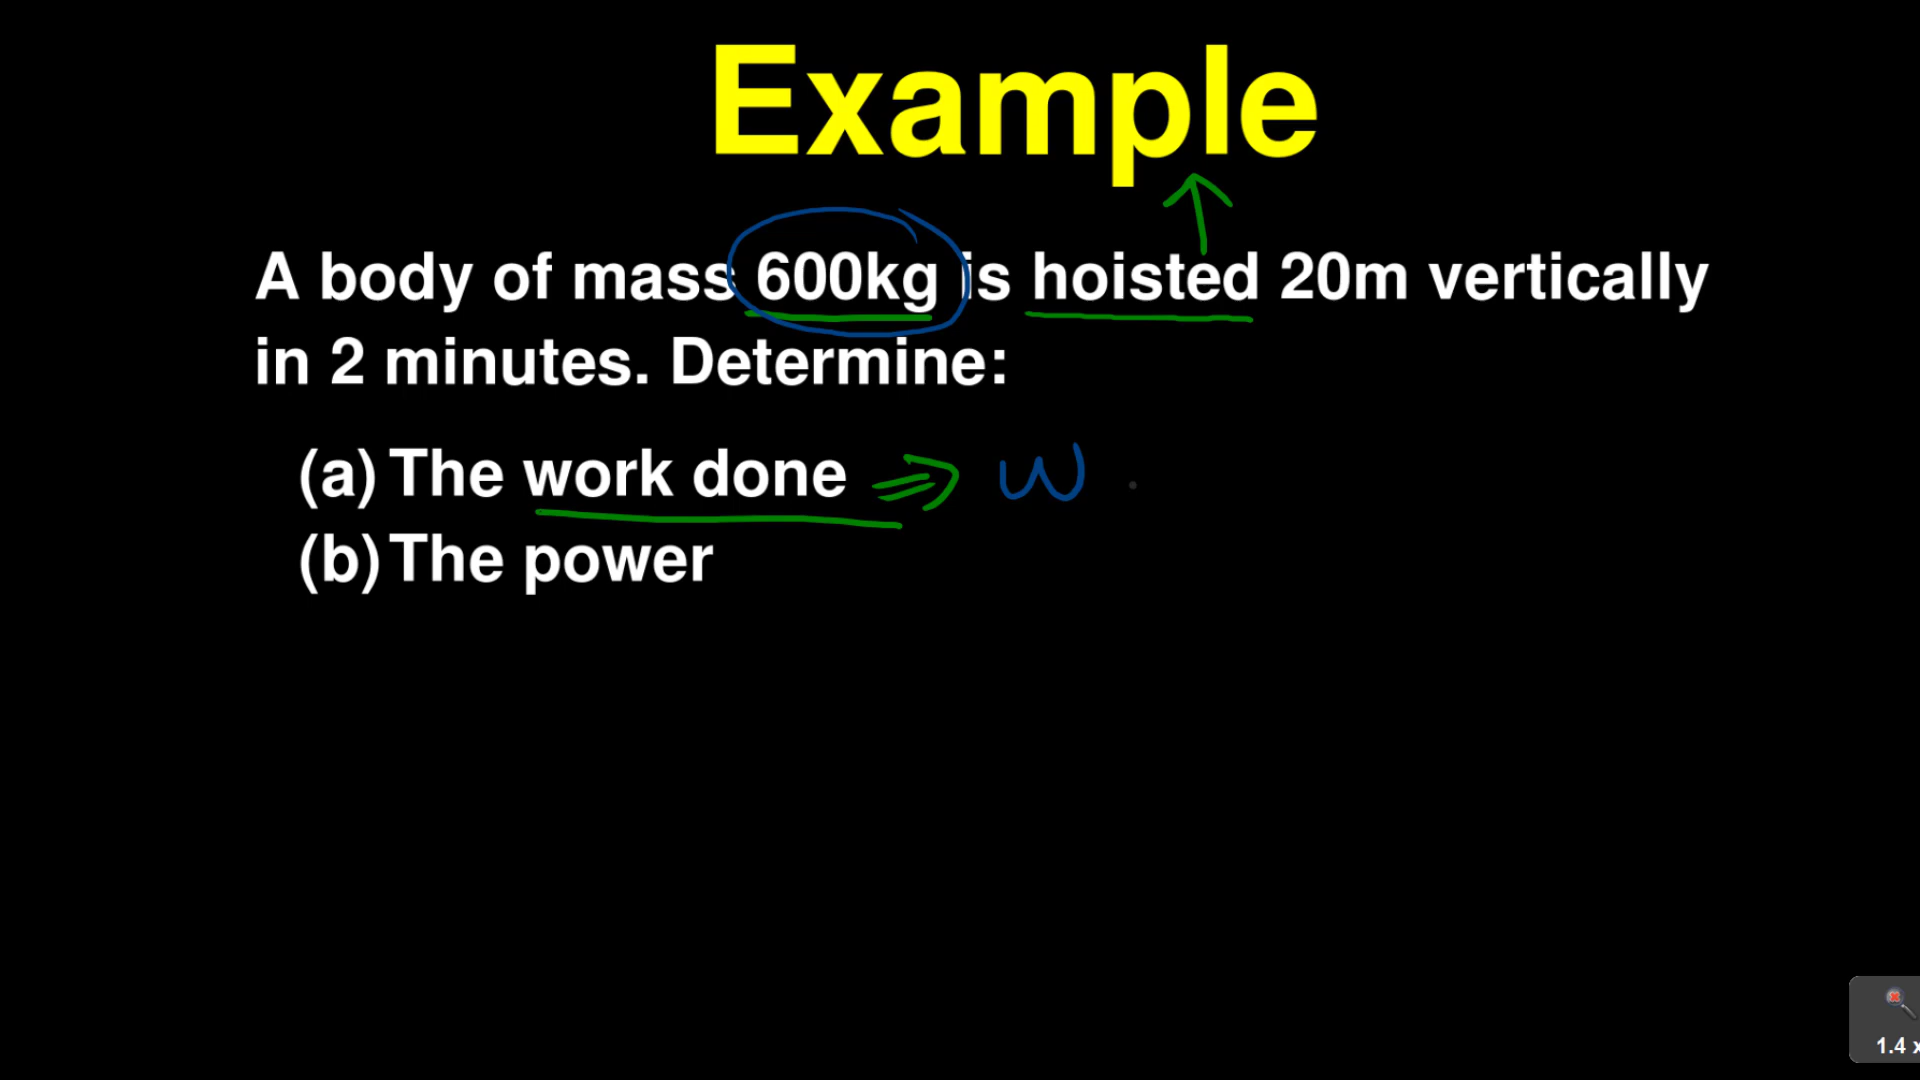 Example
A body of mass 600kg is hoisted 20m vertically
in 2 minutes. Determine:
(a) The work done ⇒ W
(b) The power
1.4 x